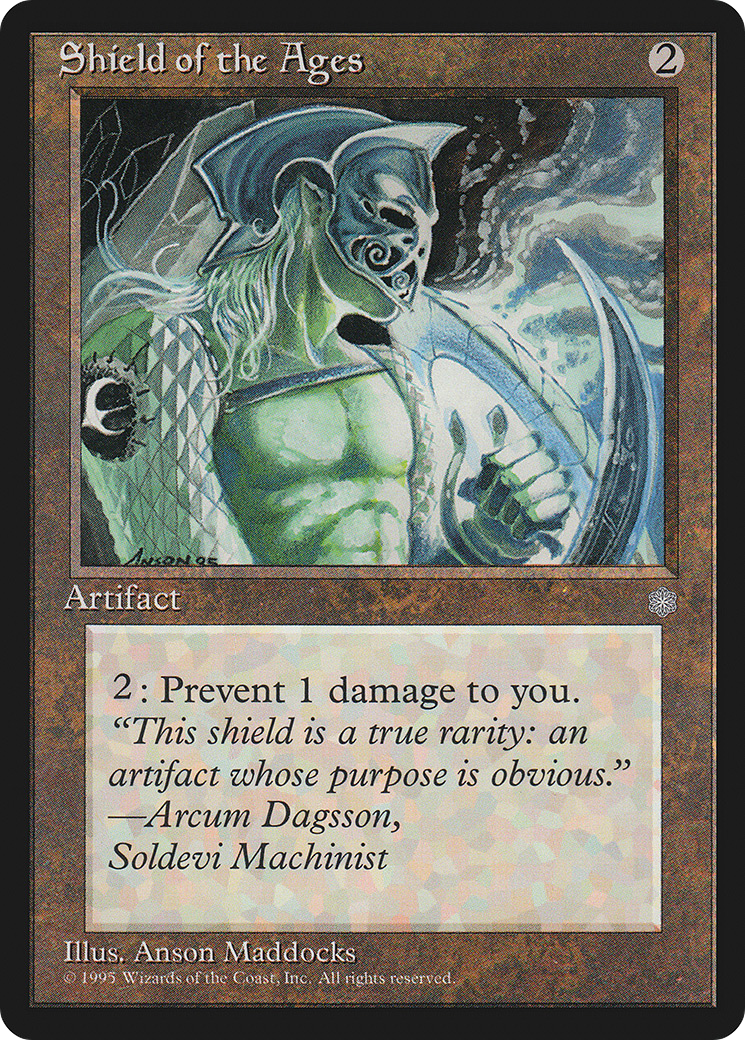 Shield of the Ages
2
ANSON 95
Artifact
2: Prevent 1 damage to you.
“This shield is a true rarity: an
artifact whose purpose is obvious.”
—Arcum Dagsson,
Soldevi Machinist
Illus. Anson Maddocks
© 1995 Wizards of the Coast, Inc. All rights reserved.